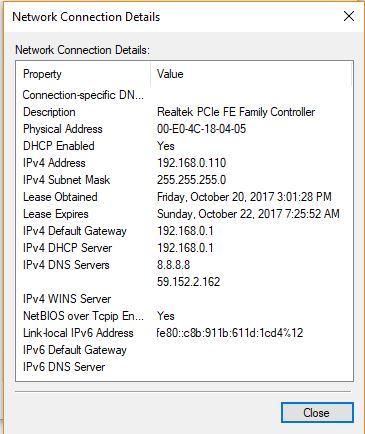 Network Connection Details
Network Connection Details:
Property Value
Connection-specific DN...
Description Realtek PCIe FE Family Controller
Physical Address 00-E0-4C-18-04-05
DHCP Enabled Yes
IPv4 Address 192.168.0.110
IPv4 Subnet Mask 255.255.255.0
Lease Obtained Friday, October 20, 2017 3:01:28 PM
Lease Expires Sunday, October 22, 2017 7:25:52 AM
IPv4 Default Gateway 192.168.0.1
IPv4 DHCP Server 192.168.0.1
IPv4 DNS Servers 8.8.8.8
59.152.2.162
IPv4 WINS Server
NetBIOS over Tcpip En... Yes
Link-local IPv6 Address fe80::c8b:911b:611d:1cd4%12
IPv6 Default Gateway
IPv6 DNS Server
Close